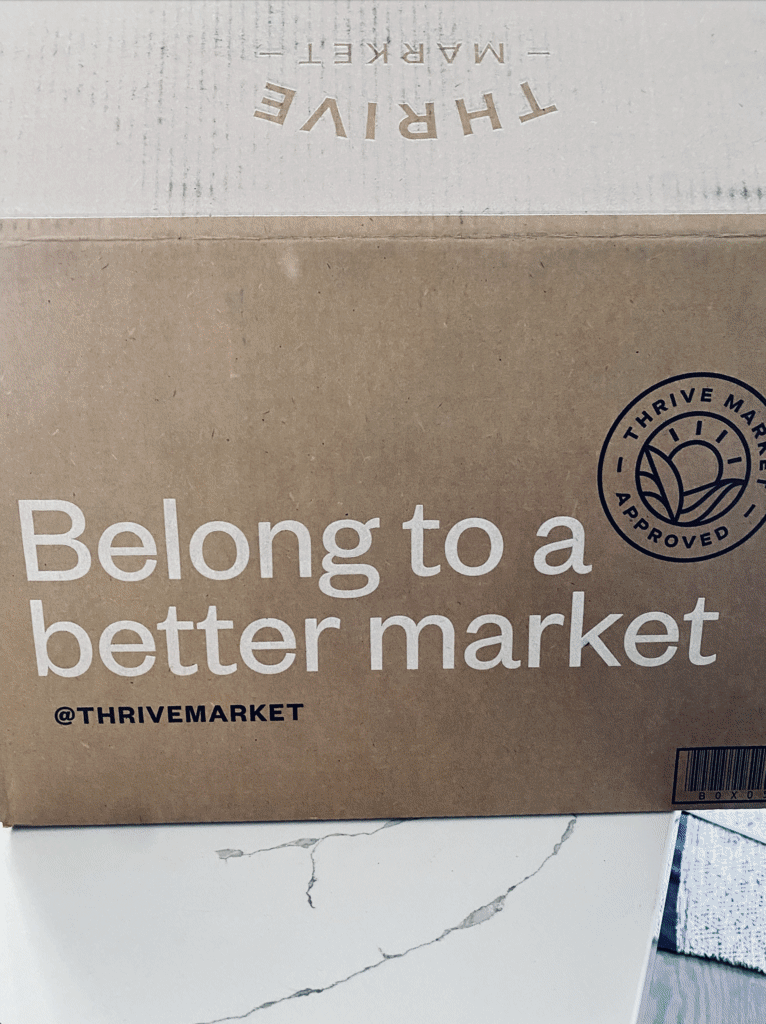 THRIVE
— MARKET —
THRIVE MARKET
APPROVED
Belong to a
better market
@THRIVEMARKET